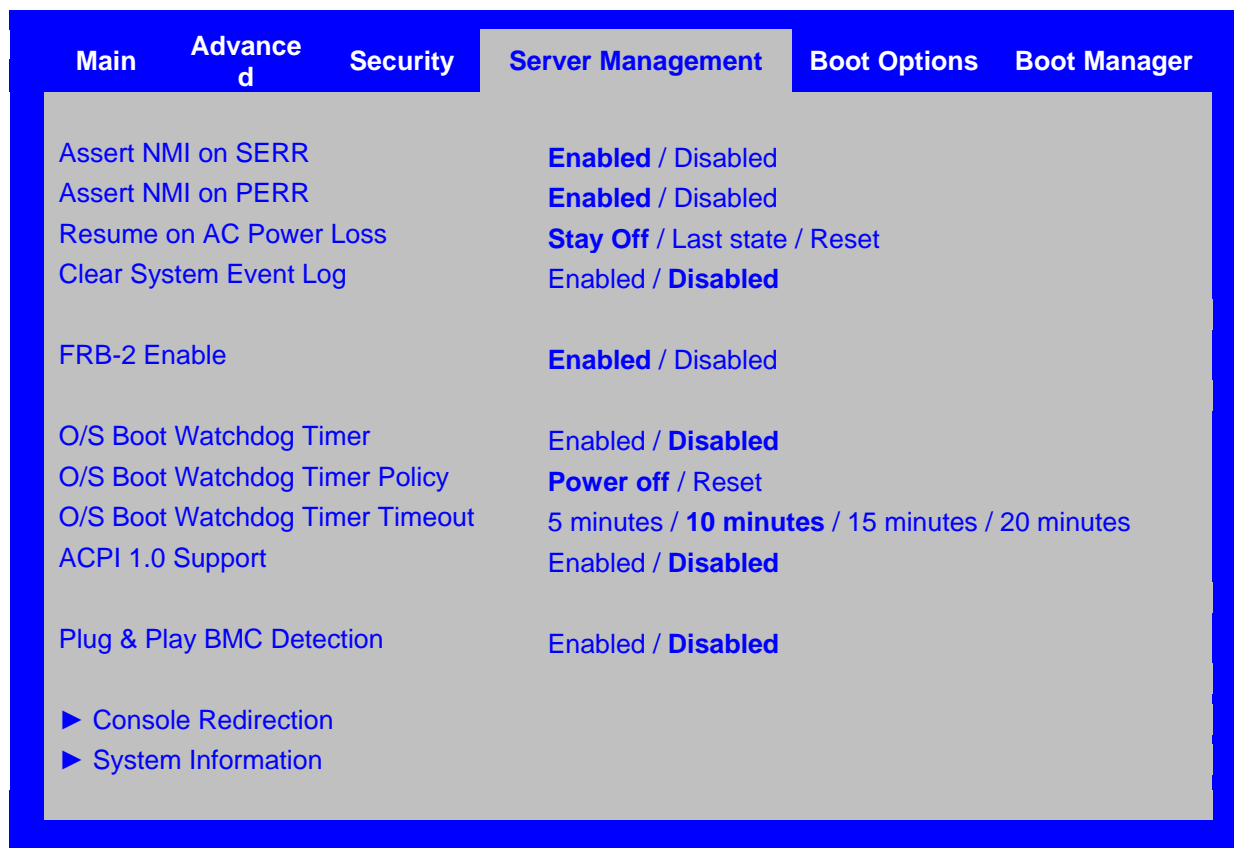 Main Advance d Security Server Management Boot Options Boot Manager
Assert NMI on SERR Enabled / Disabled
Assert NMI on PERR Enabled / Disabled
Resume on AC Power Loss Stay Off / Last state / Reset
Clear System Event Log Enabled / Disabled
FRB-2 Enable Enabled / Disabled
O/S Boot Watchdog Timer Enabled / Disabled
O/S Boot Watchdog Timer Policy Power off / Reset
O/S Boot Watchdog Timer Timeout 5 minutes / 10 minutes / 15 minutes / 20 minutes
ACPI 1.0 Support Enabled / Disabled
Plug & Play BMC Detection Enabled / Disabled
► Console Redirection
► System Information